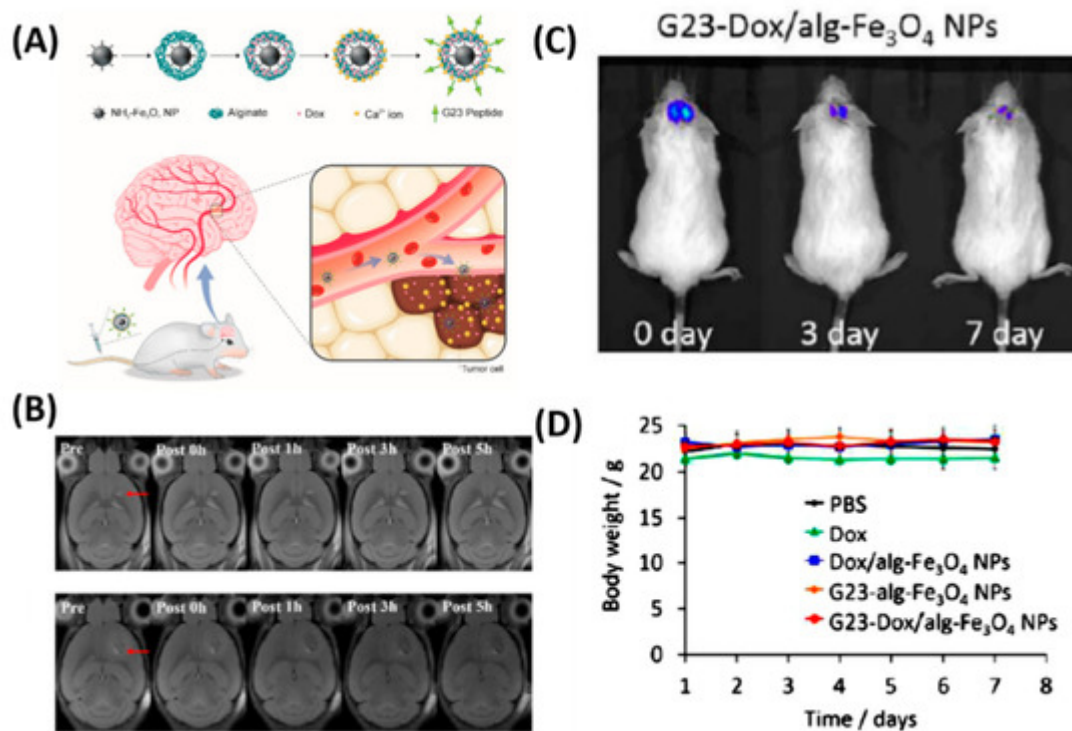 (A)
NH₂-Fe₃O₄ NP Alginate Dox Ca²⁺ ion G23 Peptide
Tumor cell
(B)
Pre Post 0h Post 1h Post 3h Post 5h
Pre Post 0h Post 1h Post 3h Post 5h
(C)
G23-Dox/alg-Fe₃O₄ NPs
0 day 3 day 7 day
(D)
Body weight / g
25
20
15
10
5
0
PBS
Dox
Dox/alg-Fe₃O₄ NPs
G23-alg-Fe₃O₄ NPs
G23-Dox/alg-Fe₃O₄ NPs
1 2 3 4 5 6 7 8
Time / days